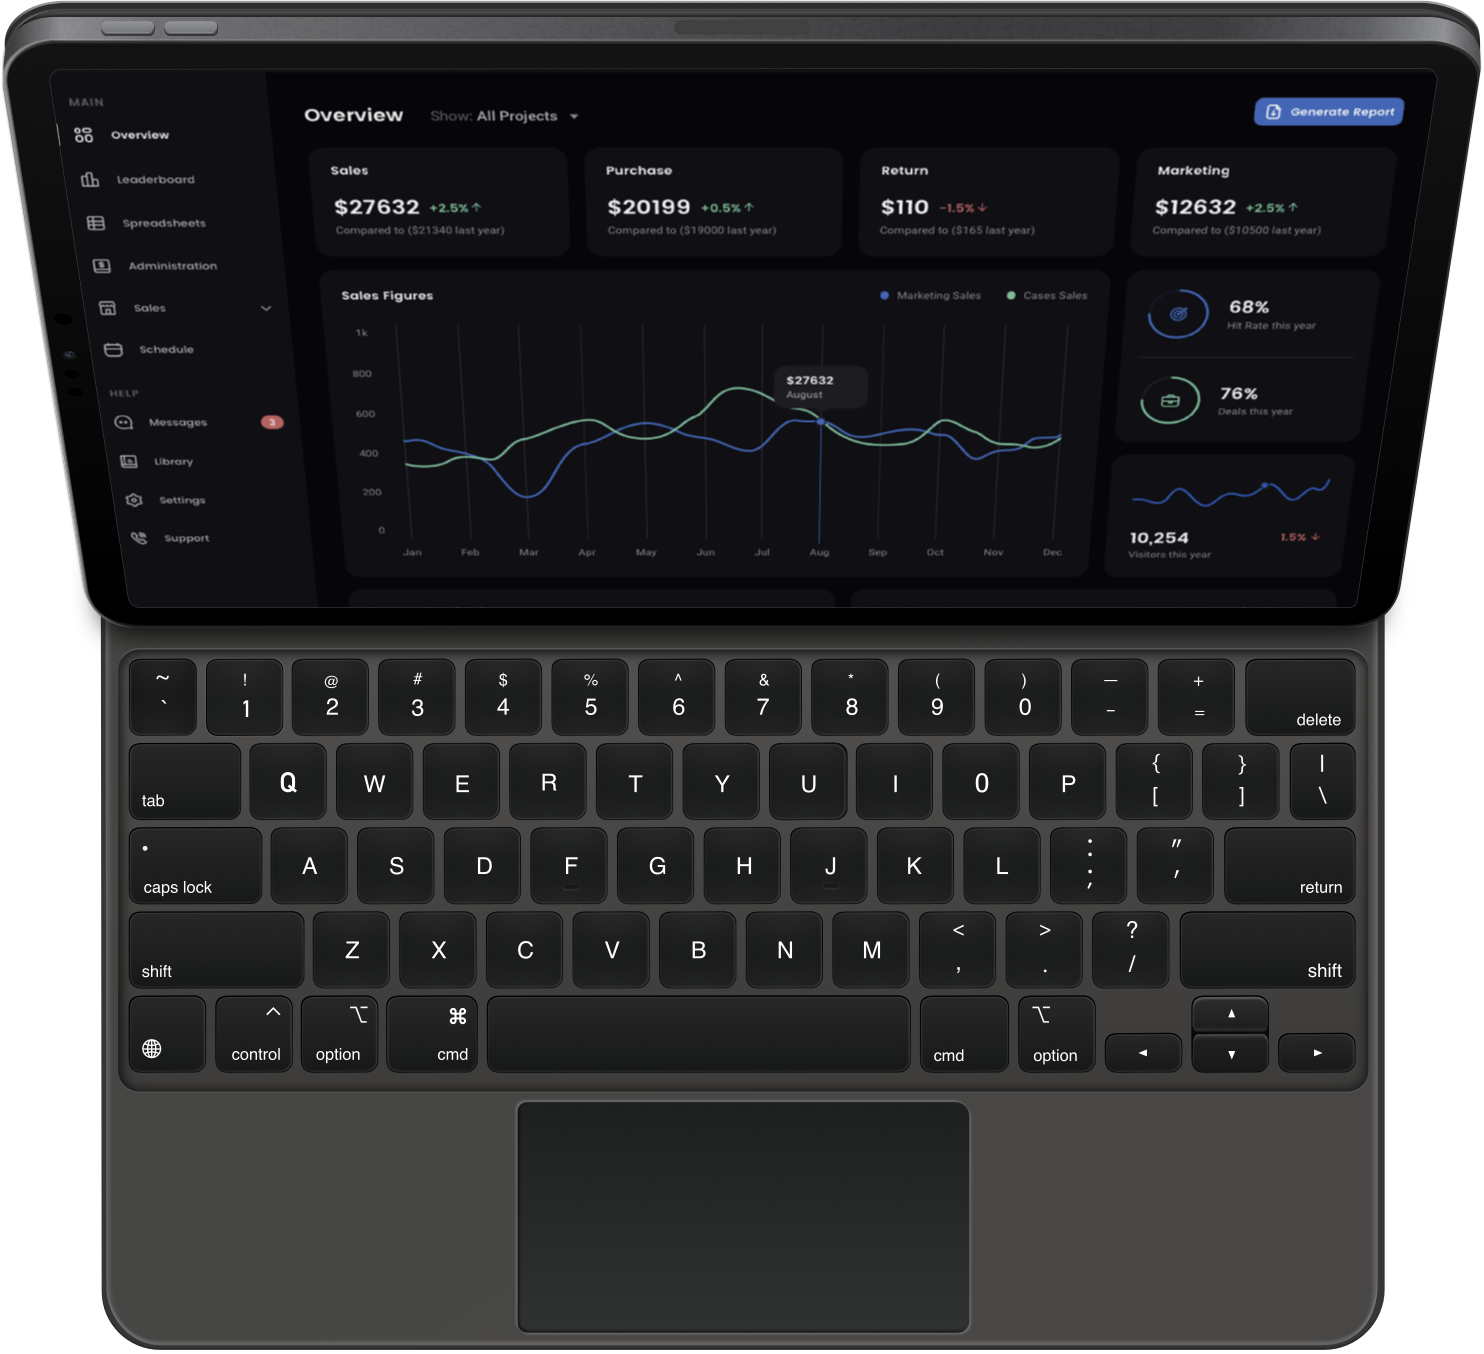 MAIN
Overview
Leaderboard
Spreadsheets
Administration
Sales
Schedule
HELP
Messages 3
Library
Settings
Support
Overview Show: All Projects
Generate Report
Sales
$27632 +2.5%↑
Compared to ($21340 last year)
Purchase
$20199 +0.5%↑
Compared to ($19000 last year)
Return
$110 -1.5%↓
Compared to ($165 last year)
Marketing
$12632 +2.5%↑
Compared to ($10500 last year)
Sales Figures
Marketing Sales Cases Sales
1k
800
600
400
200
0
$27632
August
Jan Feb Mar Apr May Jun Jul Aug Sep Oct Nov Dec
68%
Hit Rate this year
76%
Deals this year
10,254 1.5% ↓
Visitors this year
~ ! @ # $ % ^ & * ( ) — +
` 1 2 3 4 5 6 7 8 9 0 - = delete
tab Q W E R T Y U I O P { [ } ] | \
caps lock A S D F G H J K L : ; " ' return
shift Z X C V B N M < , > . ? / shift
^ control ⌥ option ⌘ cmd cmd ⌥ option ◄ ▲ ▼ ►